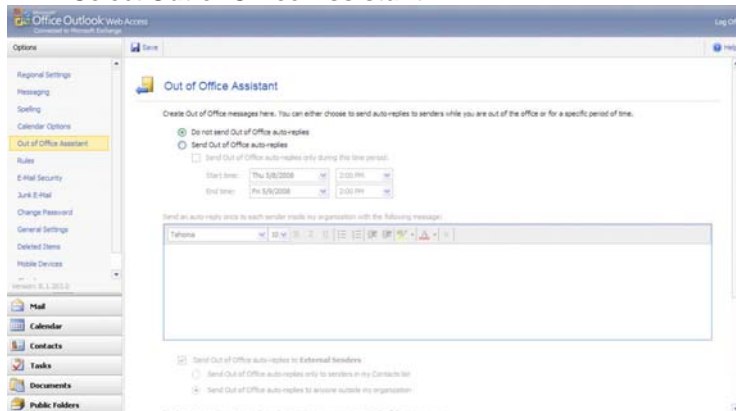 Office Outlook Web Access
Connected to Microsoft Exchange
Log Off
Options
Save
Help
Regional Settings
Messaging
Spelling
Calendar Options
Out of Office Assistant
Rules
E-Mail Security
Junk E-Mail
Change Password
General Settings
Deleted Items
Mobile Devices
Mail
Calendar
Contacts
Tasks
Documents
Public Folders
Out of Office Assistant
Create Out of Office messages here. You can either choose to send auto-replies to senders while you are out of the office or for a specific period of time.
Do not send Out of Office auto-replies
Send Out of Office auto-replies
Send Out of Office auto-replies only during this time period:
Start time: Thu 5/8/2008 2:00 PM
End time: Fri 5/9/2008 2:00 PM
Send an auto-reply once to each sender inside my organization with the following message:
Tahoma 10 B I U
Send Out of Office auto-replies to External Senders
Send Out of Office auto-replies only to senders in my Contacts list
Send Out of Office auto-replies to anyone outside my organization